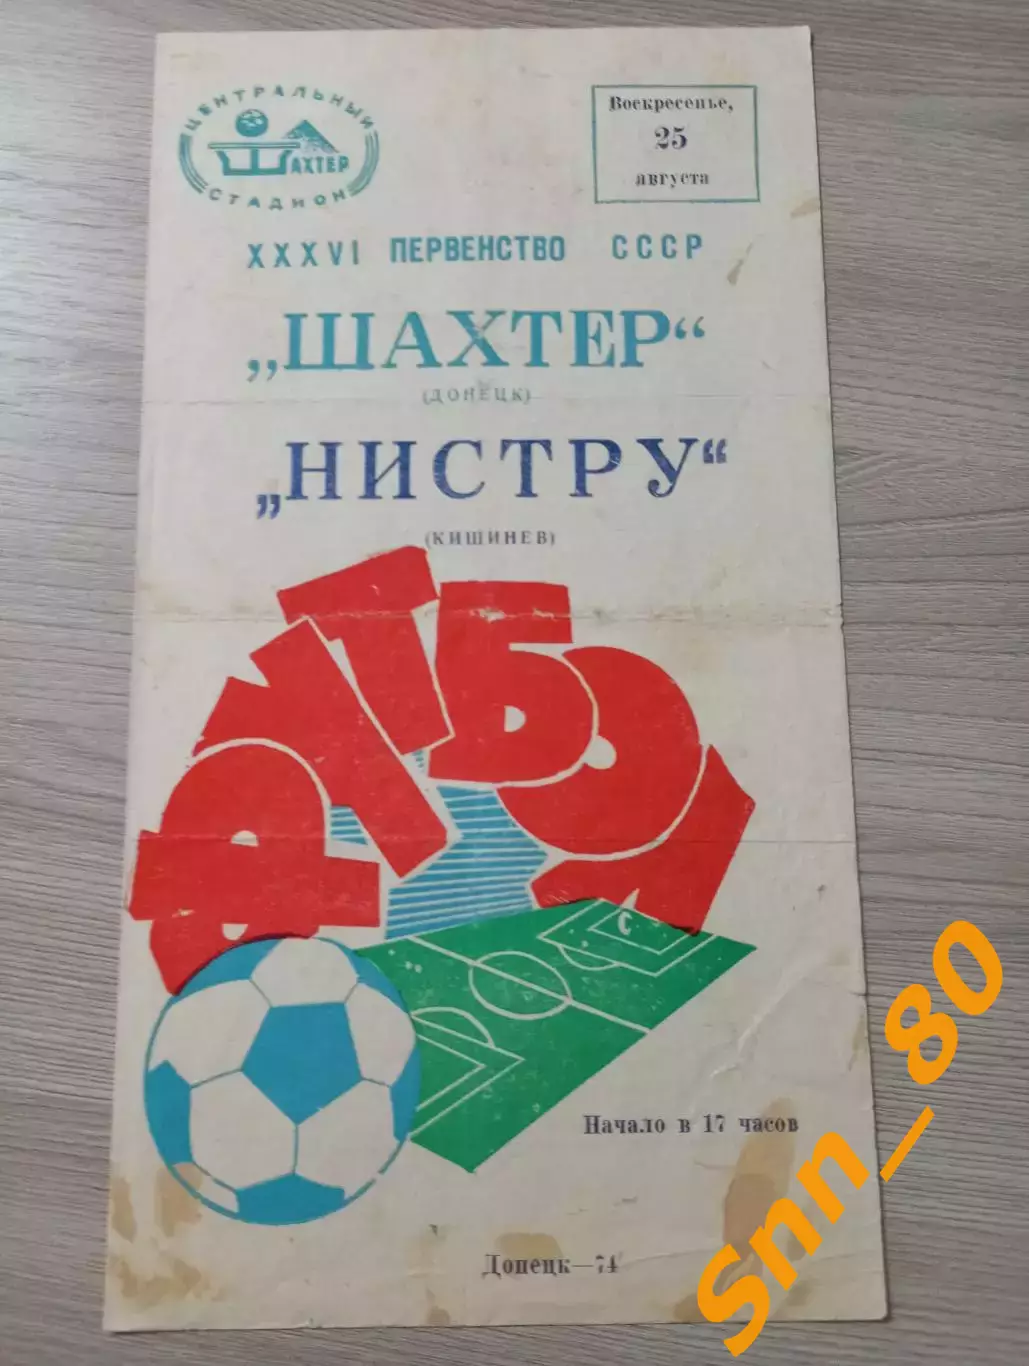 ЦЕНТРАЛЬНЫЙ
ШАХТЕР
СТАДИОН
Воскресенье,
25
августа
XXXVI ПЕРВЕНСТВО СССР
„ШАХТЕР“
(ДОНЕЦК)
„НИСТРУ“
(КИШИНЕВ)
ФУТБОЛ
Начало в 17 часов
Донецк—74
Snn_80